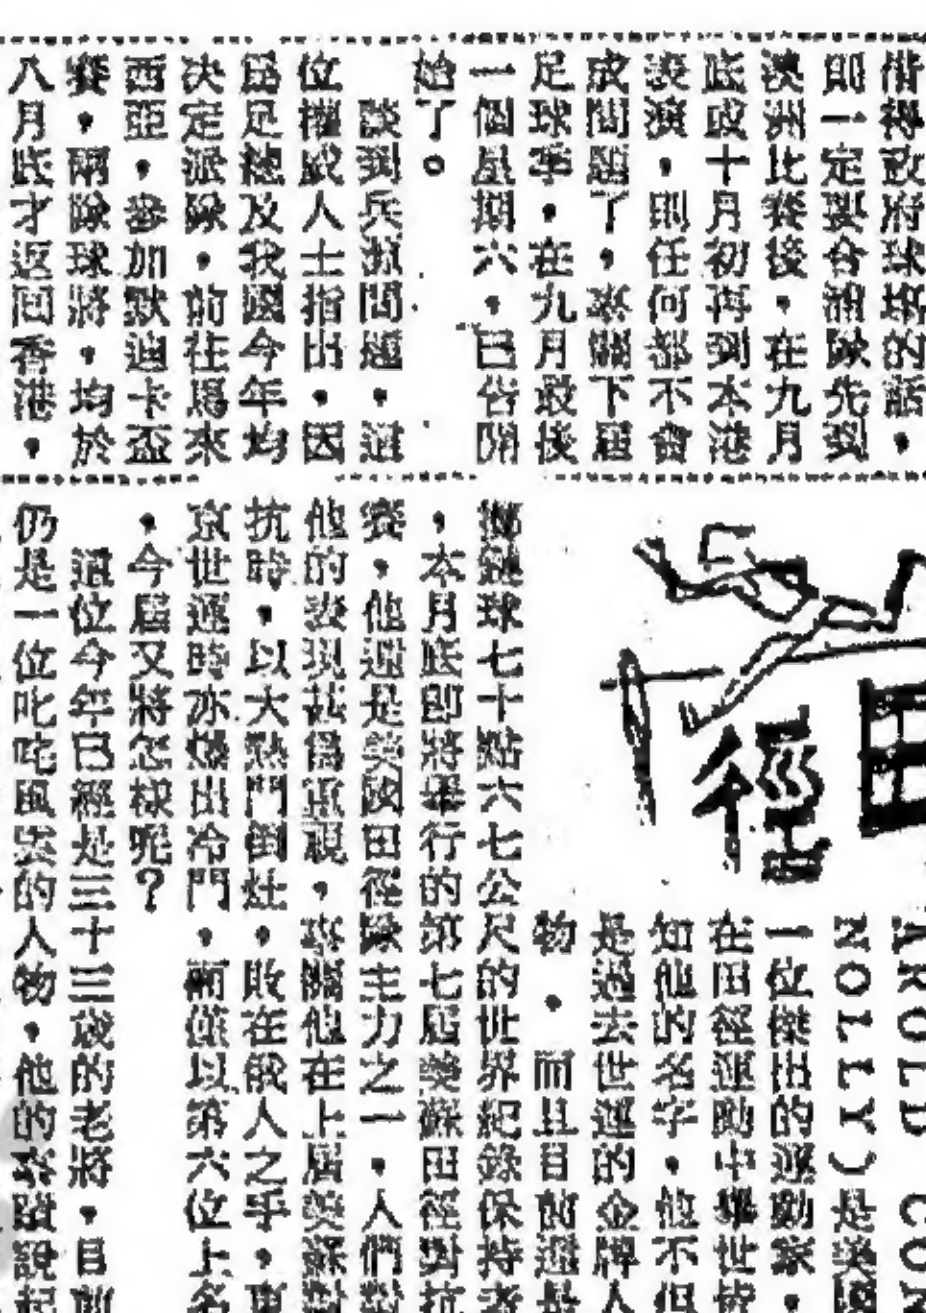 借得政府球場的話，
則一定要合組隊先到
澳洲比賽後，在九月
底或十月初再到本港
表演，則任何都不會
成問題了，事關下屆
足球季，在九月最後
一個星期六，已告開
始了。
談到兵源問題，這
位權威人士指出，因
為足總及我國今年均
決定派隊，前往馬來
西亞，參加默迪卡盃
賽，兩隊球將，均於
八月底才返回香港，
田徑
AROLD CON
NOLLY）是美國
一位傑出的運動家，
在田徑運動中舉世皆
知他的名字，他不但
是過去世運的金牌人
物，而且目前還是
擲鏈球七十點六七公尺的世界紀錄保持者
，本月底即將舉行的第七屆美蘇田徑對抗
賽，他還是美國田徑隊主力之一，人們對
他的表現甚為重視，事關他在上屆美蘇對
抗時，以大熱門倒灶，敗在俄人之手，東
京世運時亦爆出冷門，而僅以第六位上名
，今屆又將怎樣呢？
這位今年已經是三十三歲的老將，目前
仍是一位叱咤風雲的人物，他的太太說起